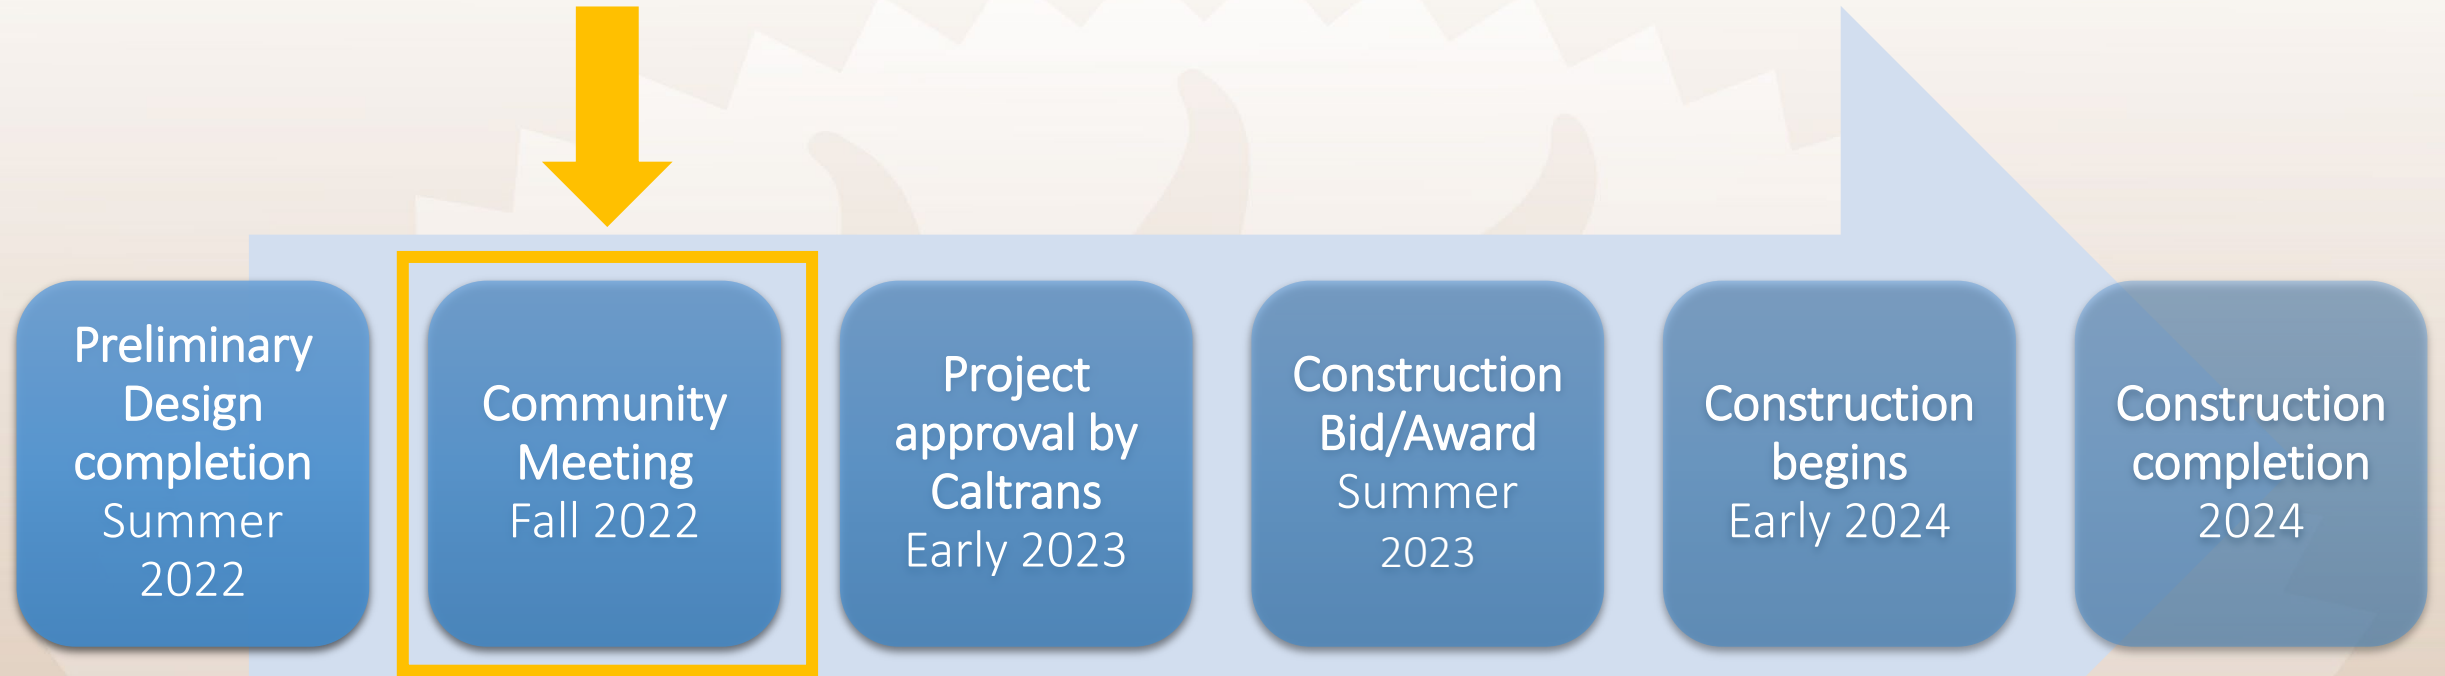 Preliminary
Design
completion
Summer
2022
Community
Meeting
Fall 2022
Project
approval by
Caltrans
Early 2023
Construction
Bid/Award
Summer
2023
Construction
begins
Early 2024
Construction
completion
2024